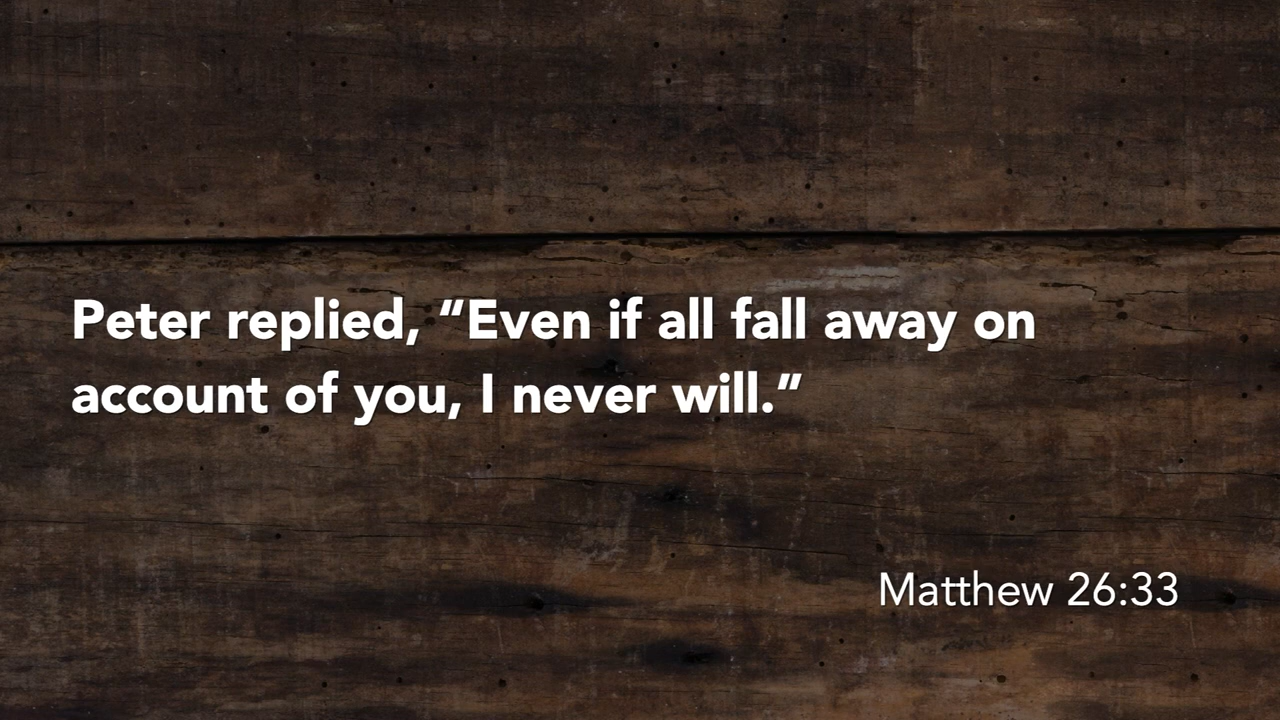 Peter replied, “Even if all fall away on
account of you, I never will.”
Matthew 26:33